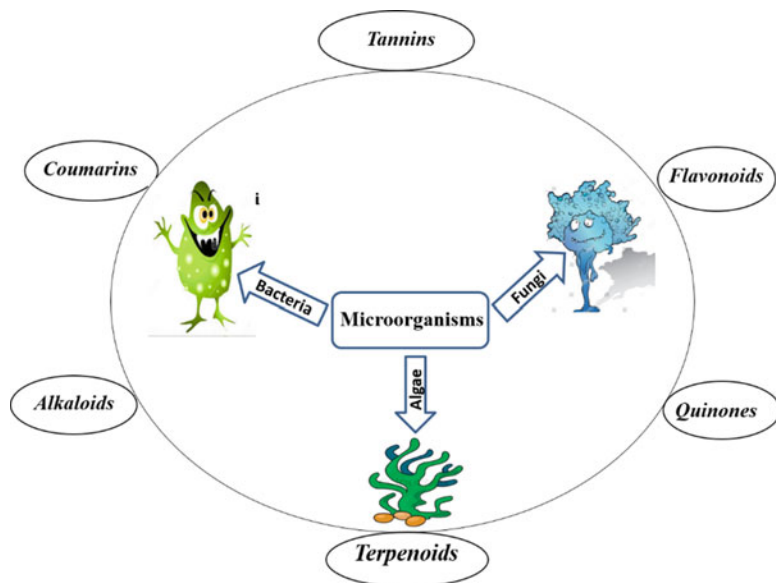 Tannins
Coumarins
Flavonoids
i
Bacteria
Fungi
Microorganisms
Algae
Alkaloids
Quinones
Terpenoids